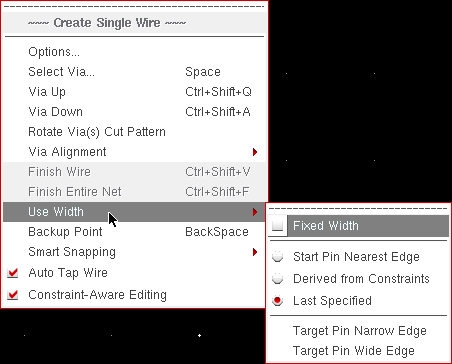 ~~~ Create Single Wire ~~~
Options...
Select Via... Space
Via Up Ctrl+Shift+Q
Via Down Ctrl+Shift+A
Rotate Via(s) Cut Pattern
Via Alignment
Finish Wire Ctrl+Shift+V
Finish Entire Net Ctrl+Shift+F
Use Width
Backup Point BackSpace
Smart Snapping
Auto Tap Wire
Constraint-Aware Editing
Fixed Width
Start Pin Nearest Edge
Derived from Constraints
Last Specified
Target Pin Narrow Edge
Target Pin Wide Edge